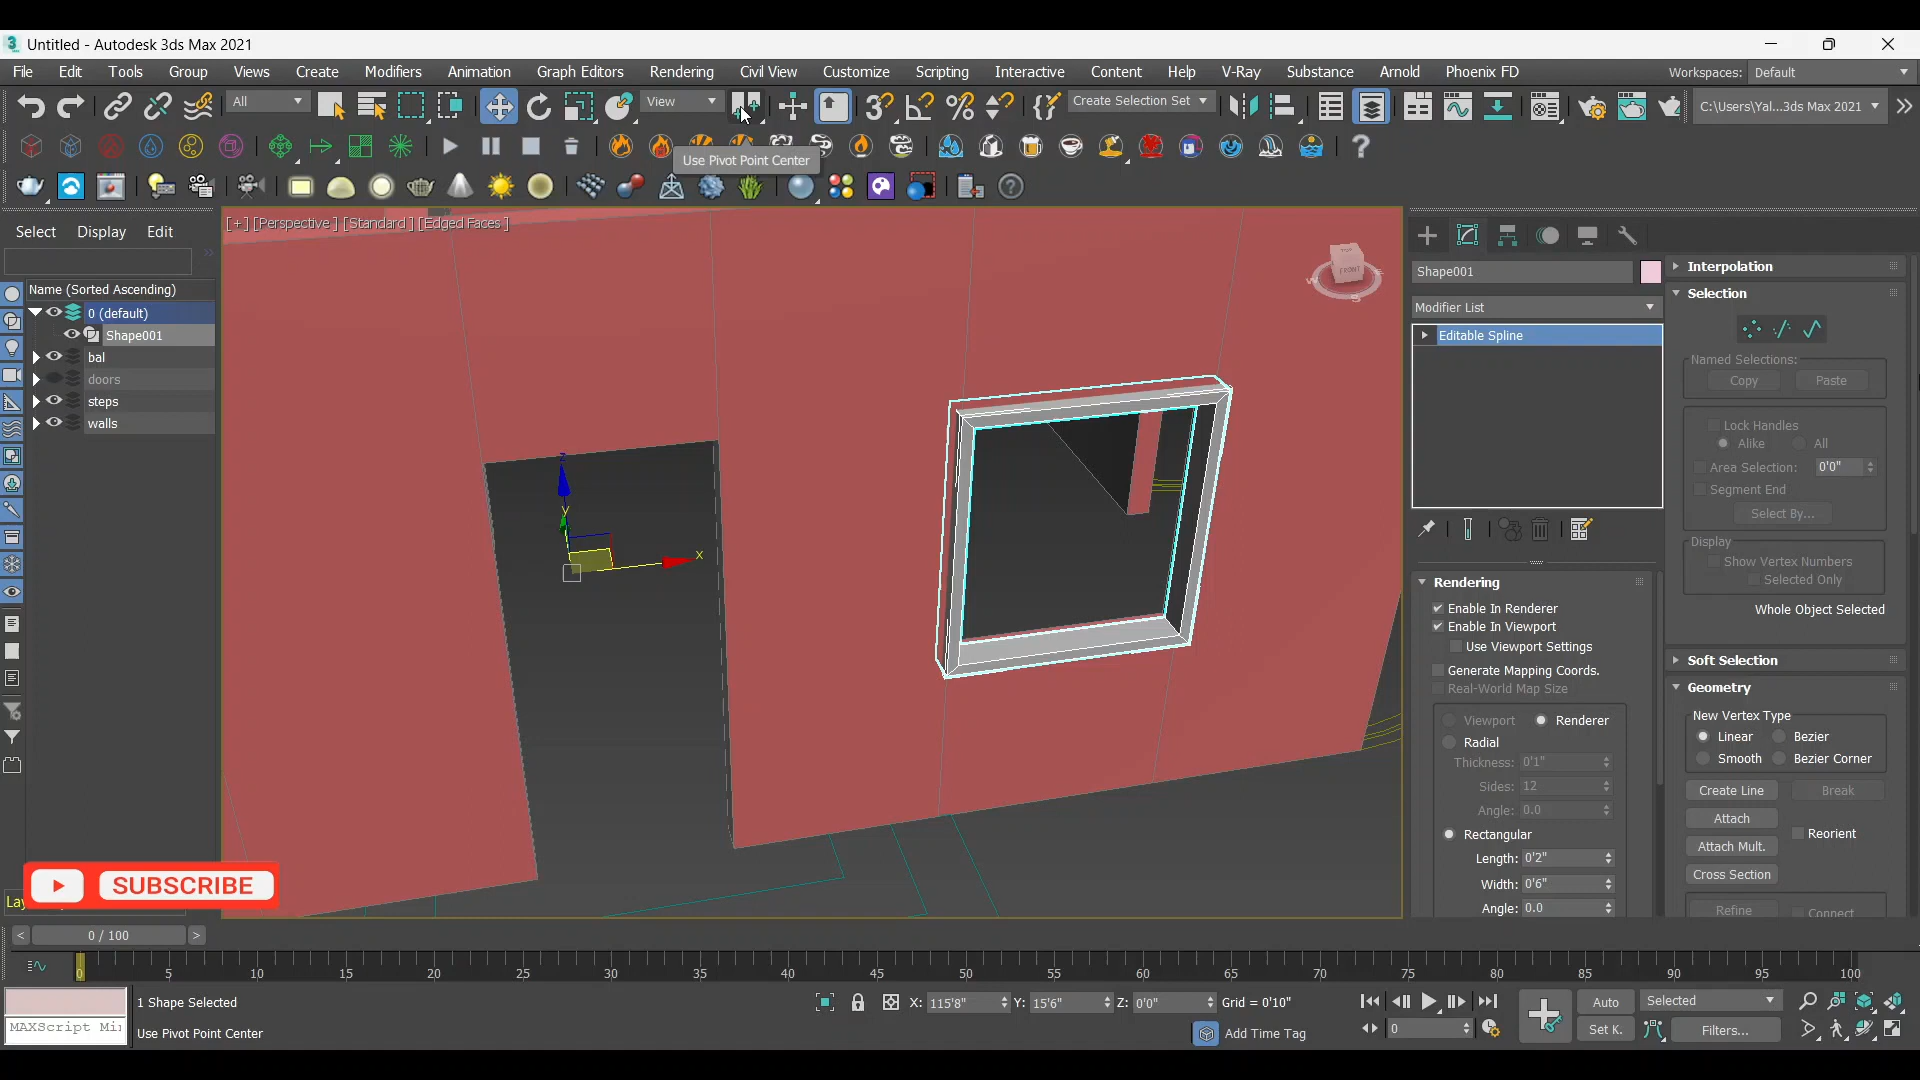 Untitled - Autodesk 3ds Max 2021
File Edit Tools Group Views Create Modifiers Animation Graph Editors Rendering Civil View Customize Scripting Interactive Content Help V-Ray Substance Arnold Phoenix FD Workspaces: Default
All View Create Selection Set C:\Users\Yal...3ds Max 2021
Use Pivot Point Center
Select Display Edit
[+] [Perspective ] [Standard ] [Edged Faces ]
Name (Sorted Ascending)
0 (default)
Shape001
bal
doors
steps
walls
FRONT
z
y
x
Shape001
Modifier List
Editable Spline
Rendering
Enable In Renderer
Enable In Viewport
Use Viewport Settings
Generate Mapping Coords.
Real-World Map Size
Viewport Renderer
Radial
Thickness: 0'1"
Sides: 12
Angle: 0.0
Rectangular
Length: 0'2"
Width: 0'6"
Angle: 0.0
Interpolation
Selection
Named Selections:
Copy Paste
Lock Handles
Alike All
Area Selection: 0'0"
Segment End
Select By...
Display
Show Vertex Numbers
Selected Only
Whole Object Selected
Soft Selection
Geometry
New Vertex Type
Linear Bezier
Smooth Bezier Corner
Create Line Break
Attach
Reorient
Attach Mult.
Cross Section
Refine Connect
SUBSCRIBE
< 0 / 100 >
0 5 10 15 20 25 30 35 40 45 50 55 60 65 70 75 80 85 90 95 100
1 Shape Selected
X: 115'8" Y: 15'6" Z: 0'0" Grid = 0'10"
Auto Selected
MAXScript Mi
Use Pivot Point Center
Add Time Tag
0
Set K. Filters...